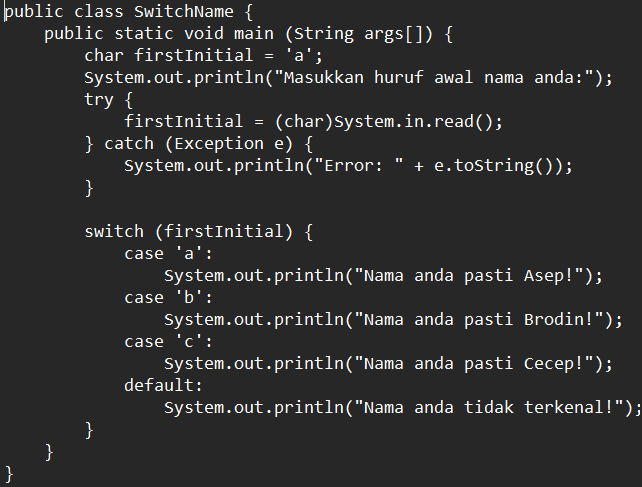 public class SwitchName {
    public static void main (String args[]) {
        char firstInitial = 'a';
        System.out.println("Masukkan huruf awal nama anda:");
        try {
            firstInitial = (char)System.in.read();
        } catch (Exception e) {
            System.out.println("Error: " + e.toString());
        }

        switch (firstInitial) {
            case 'a':
                System.out.println("Nama anda pasti Asep!");
            case 'b':
                System.out.println("Nama anda pasti Brodin!");
            case 'c':
                System.out.println("Nama anda pasti Cecep!");
            default:
                System.out.println("Nama anda tidak terkenal!");
        }
    }
}